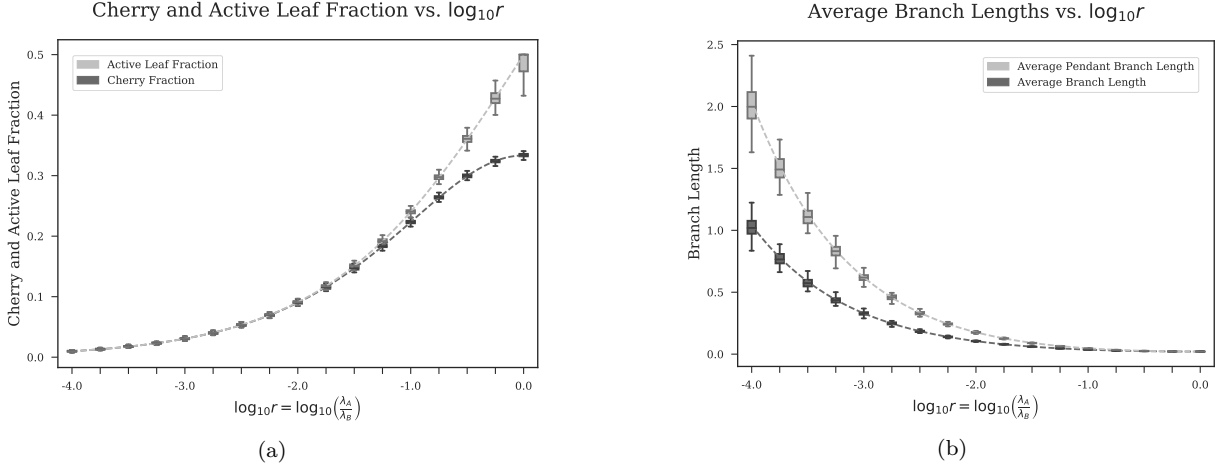 Cherry and Active Leaf Fraction vs. log₁₀r
Cherry and Active Leaf Fraction
0.5
0.4
0.3
0.2
0.1
0.0
Active Leaf Fraction
Cherry Fraction
-4.0 -3.0 -2.0 -1.0 0.0
log₁₀r = log₁₀(λ_A/λ_B)
(a)
Average Branch Lengths vs. log₁₀r
Branch Length
2.5
2.0
1.5
1.0
0.5
0.0
Average Pendant Branch Length
Average Branch Length
-4.0 -3.0 -2.0 -1.0 0.0
log₁₀r = log₁₀(λ_A/λ_B)
(b)